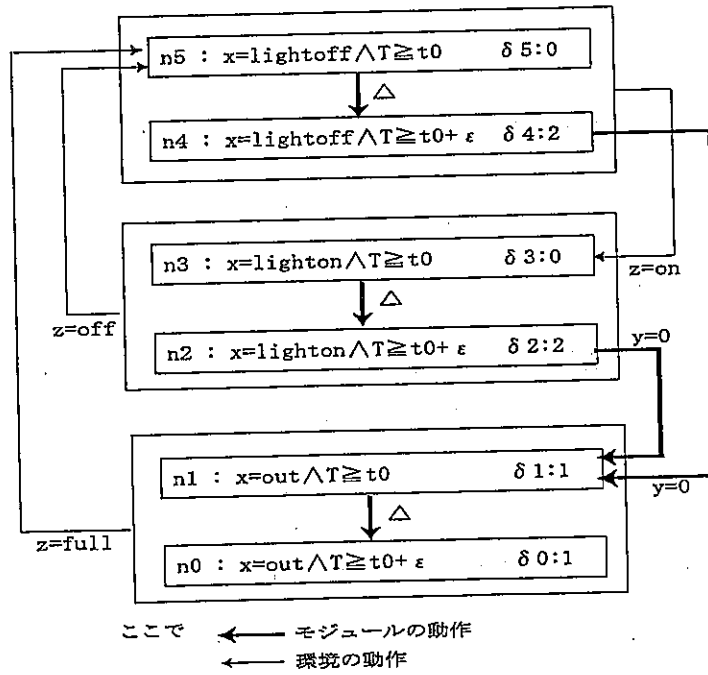 n5 : x=lightoff∧T≧t0 δ5:0
△
n4 : x=lightoff∧T≧t0+ε δ4:2
n3 : x=lighton∧T≧t0 δ3:0
z=on
△
z=off
n2 : x=lighton∧T≧t0+ε δ2:2
y=0
n1 : x=out∧T≧t0 δ1:1
y=0
△
z=full
n0 : x=out∧T≧t0+ε δ0:1
ここで モジュールの動作
環境の動作